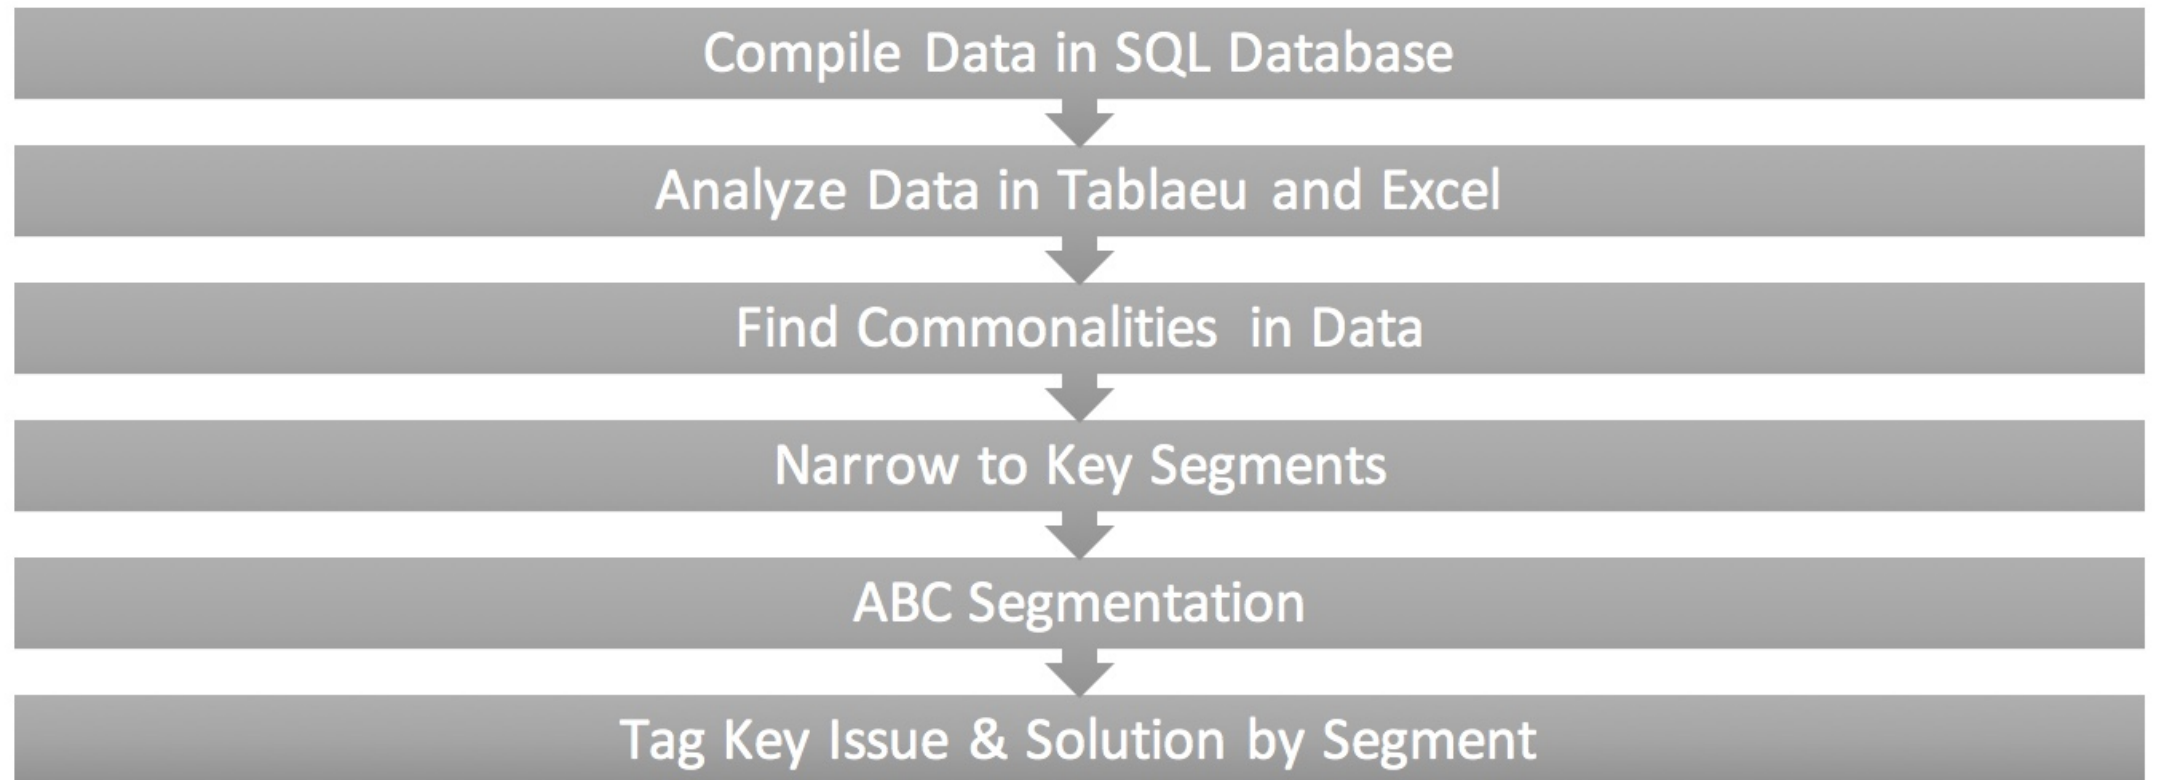 Compile Data in SQL Database
Analyze Data in Tablaeu and Excel
Find Commonalities in Data
Narrow to Key Segments
ABC Segmentation
Tag Key Issue & Solution by Segment